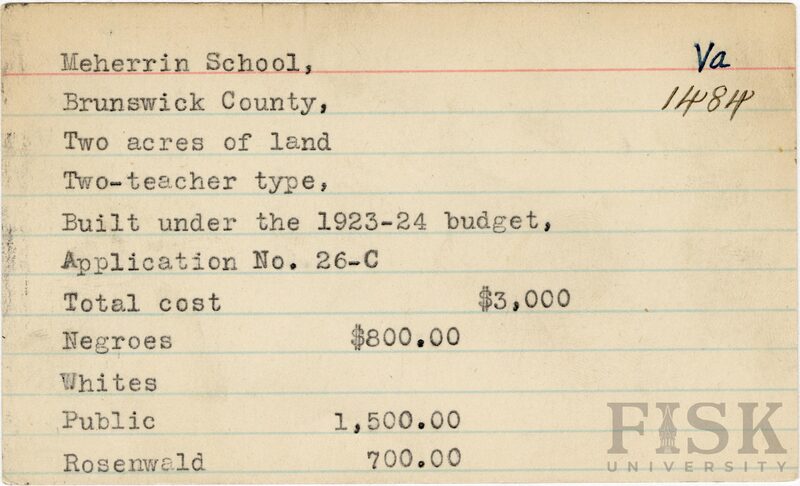 Meherrin School,
Va
Brunswick County,
1484
Two acres of land
Two-teacher type,
Built under the 1923-24 budget,
Application No. 26-C
Total cost $3,000
Negroes $800.00
Whites
Public 1,500.00
Rosenwald 700.00
FISK
UNIVERSITY